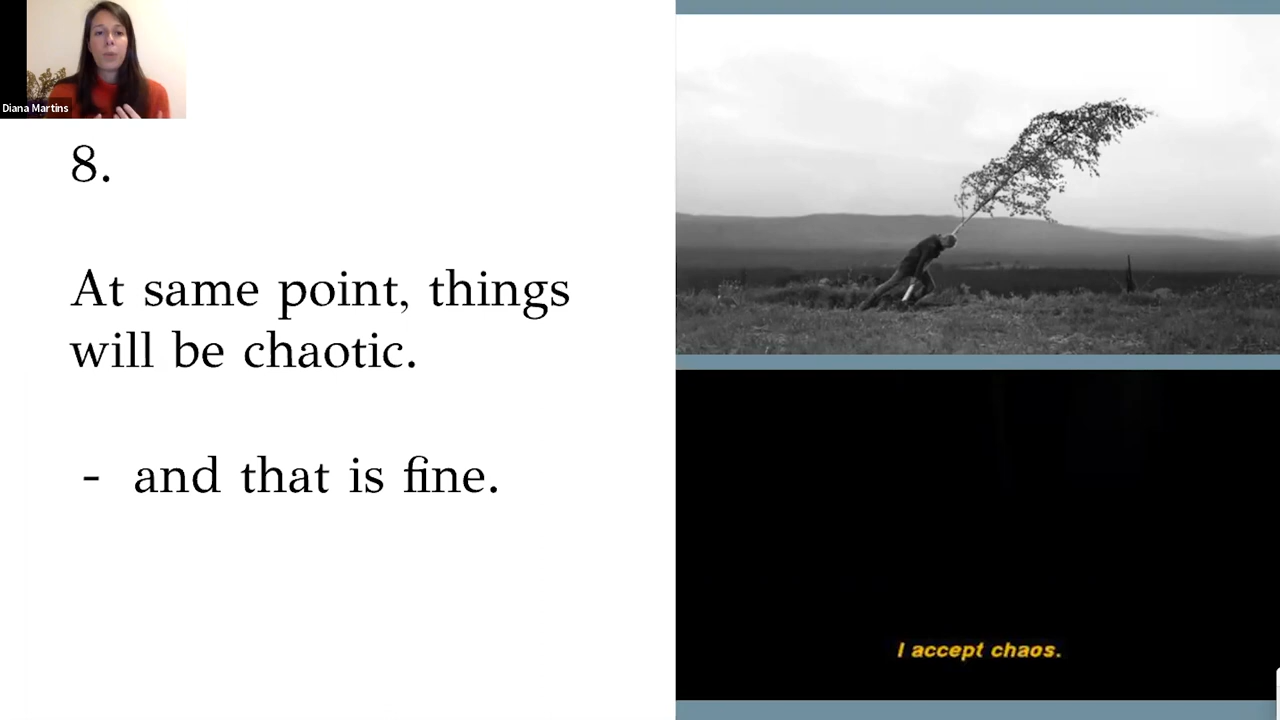 Diana Martins
8.
At same point, things
will be chaotic.
- and that is fine.
I accept chaos.